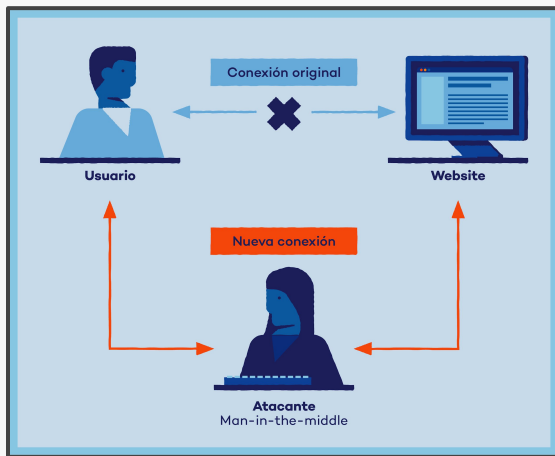 Conexión original
Usuario
Website
Nueva conexión
Atacante
Man-in-the-middle